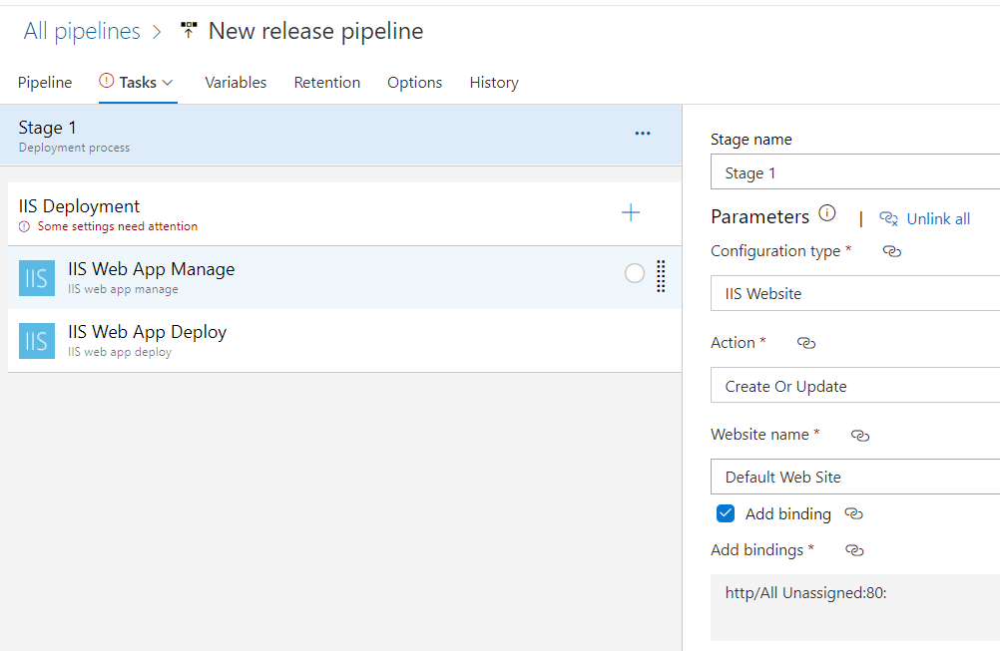 All pipelines > New release pipeline
Pipeline Tasks Variables Retention Options History
Stage 1
Deployment process
IIS Deployment
Some settings need attention
IIS IIS Web App Manage
IIS web app manage
IIS IIS Web App Deploy
IIS web app deploy
Stage name
Stage 1
Parameters | Unlink all
Configuration type *
IIS Website
Action *
Create Or Update
Website name *
Default Web Site
Add binding
Add bindings *
http/All Unassigned:80: